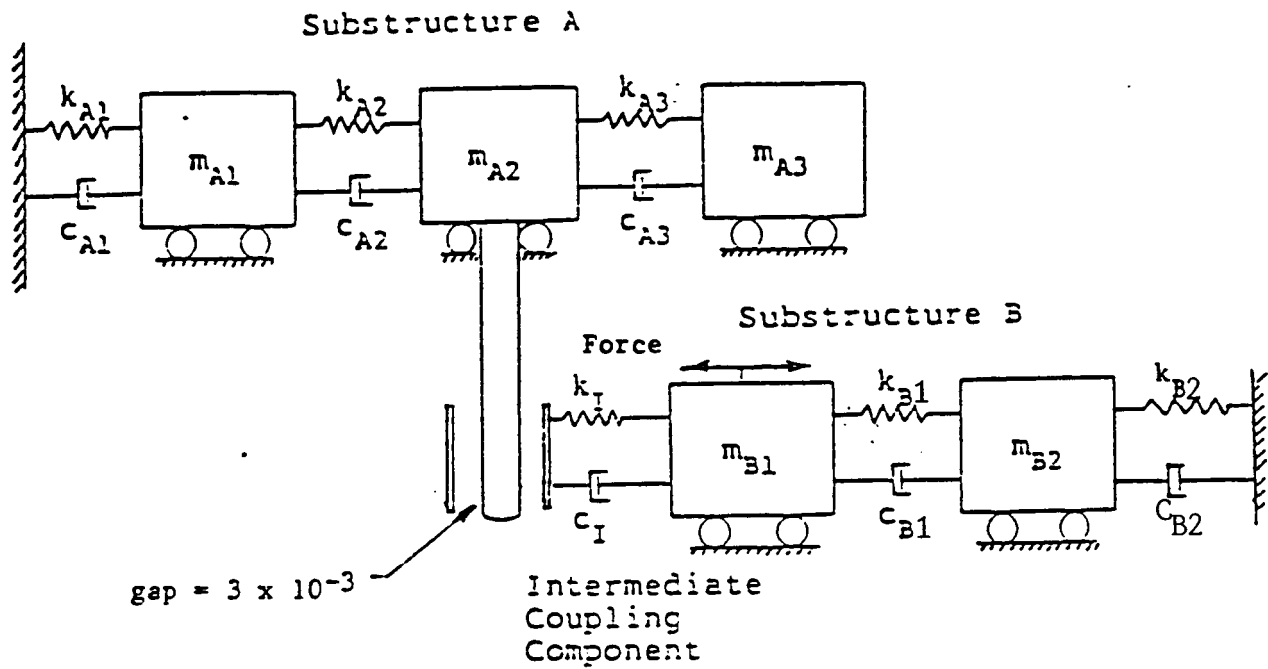 Substructure A
k_A1
k_A2
k_A3
m_A1
m_A2
m_A3
c_A1
c_A2
c_A3
Substructure B
Force
k_I
k_B1
k_B2
m_B1
m_B2
c_I
c_B1
C_B2
gap = 3 x 10^-3
Intermediate
Coupling
Component